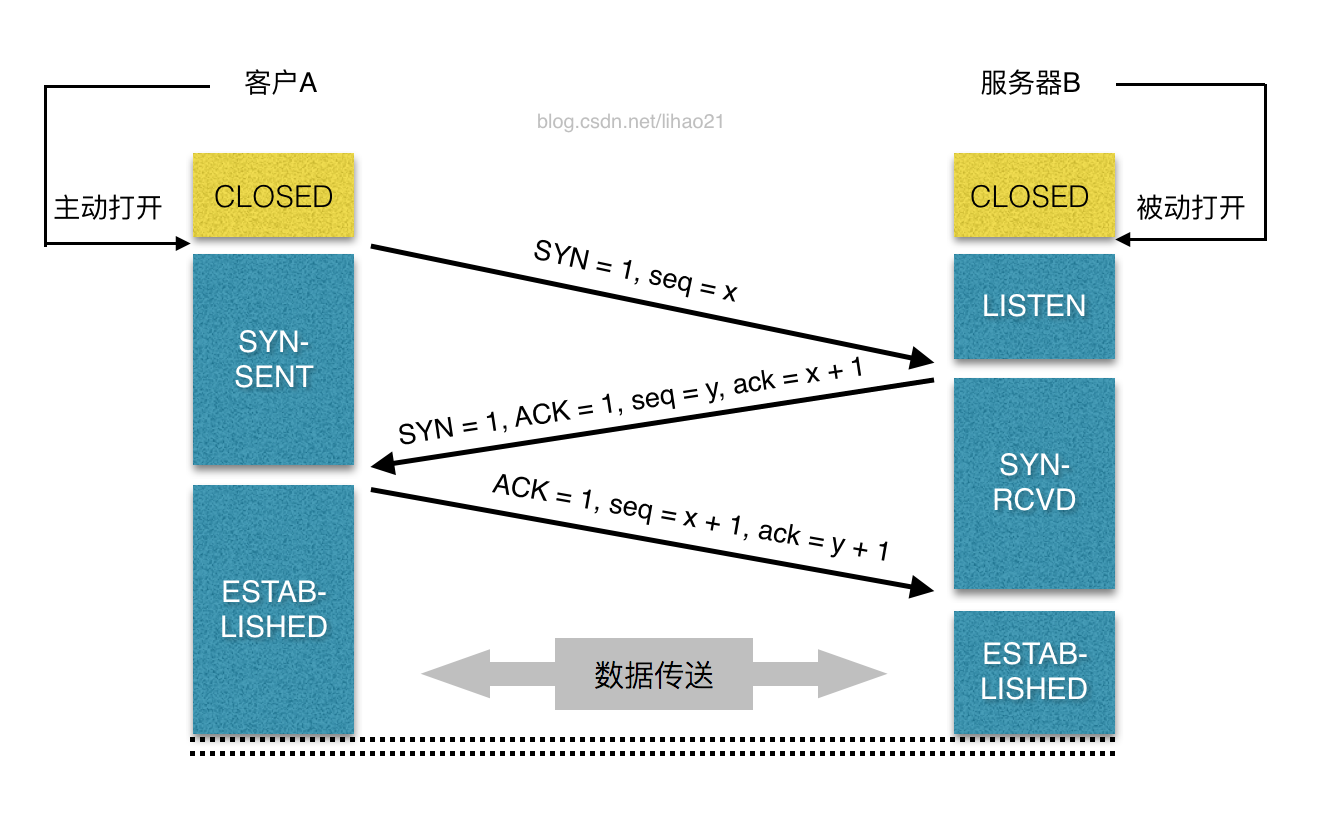 客户A
服务器B
blog.csdn.net/lihao21
CLOSED
CLOSED
主动打开
被动打开
SYN = 1, seq = x
SYN-
SENT
LISTEN
SYN = 1, ACK = 1, seq = y, ack = x + 1
ACK = 1, seq = x + 1, ack = y + 1
SYN-
RCVD
ESTAB-
LISHED
数据传送
ESTAB-
LISHED